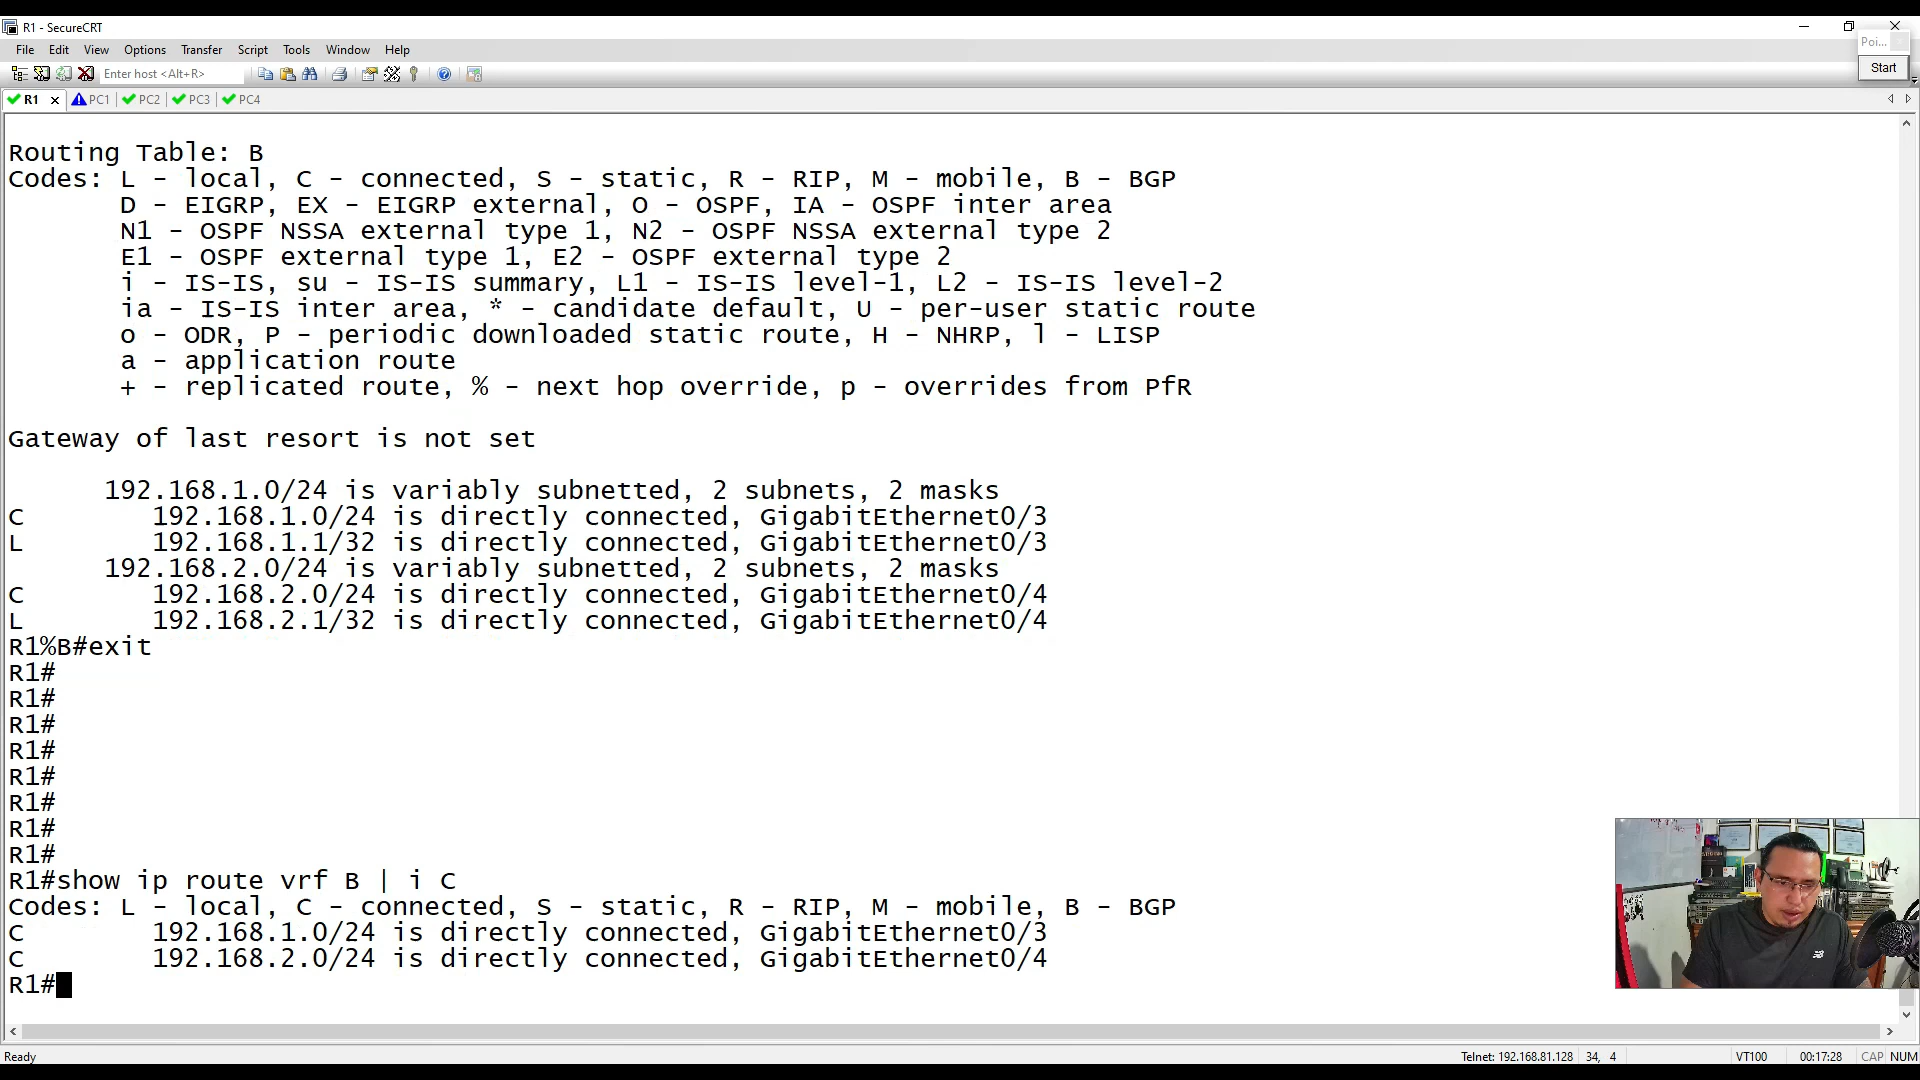 R1 - SecureCRT
File Edit View Options Transfer Script Tools Window Help
Poi...
Enter host <Alt+R>
Start
R1 PC1 PC2 PC3 PC4
Routing Table: B
Codes: L - local, C - connected, S - static, R - RIP, M - mobile, B - BGP
D - EIGRP, EX - EIGRP external, O - OSPF, IA - OSPF inter area
N1 - OSPF NSSA external type 1, N2 - OSPF NSSA external type 2
E1 - OSPF external type 1, E2 - OSPF external type 2
i - IS-IS, su - IS-IS summary, L1 - IS-IS level-1, L2 - IS-IS level-2
ia - IS-IS inter area, * - candidate default, U - per-user static route
o - ODR, P - periodic downloaded static route, H - NHRP, l - LISP
a - application route
+ - replicated route, % - next hop override, p - overrides from PfR
Gateway of last resort is not set
192.168.1.0/24 is variably subnetted, 2 subnets, 2 masks
C 192.168.1.0/24 is directly connected, GigabitEthernet0/3
L 192.168.1.1/32 is directly connected, GigabitEthernet0/3
192.168.2.0/24 is variably subnetted, 2 subnets, 2 masks
C 192.168.2.0/24 is directly connected, GigabitEthernet0/4
L 192.168.2.1/32 is directly connected, GigabitEthernet0/4
R1%B#exit
R1#
R1#
R1#
R1#
R1#
R1#
R1#
R1#
R1#show ip route vrf B | i C
Codes: L - local, C - connected, S - static, R - RIP, M - mobile, B - BGP
C 192.168.1.0/24 is directly connected, GigabitEthernet0/3
C 192.168.2.0/24 is directly connected, GigabitEthernet0/4
R1#
Ready Telnet: 192.168.81.128 34, 4 VT100 00:17:28 CAP NUM